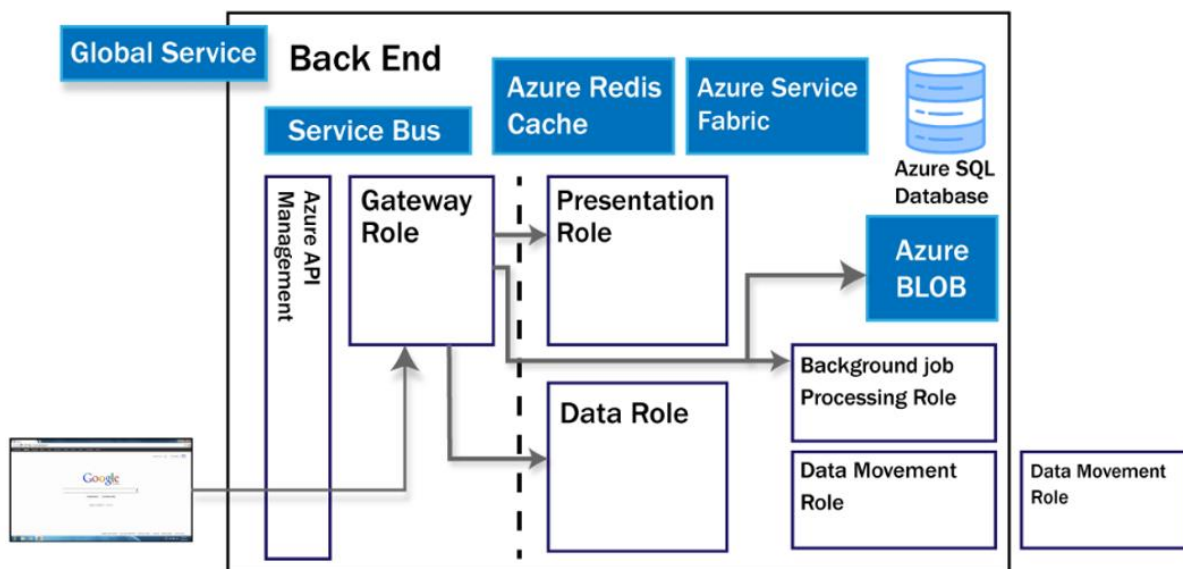 Global Service
Back End
Service Bus
Azure Redis
Cache
Azure Service
Fabric
Azure SQL
Database
Azure API
Management
Gateway
Role
Presentation
Role
Azure
BLOB
Background job
Processing Role
Data Role
Data Movement
Role
Data Movement
Role
Google